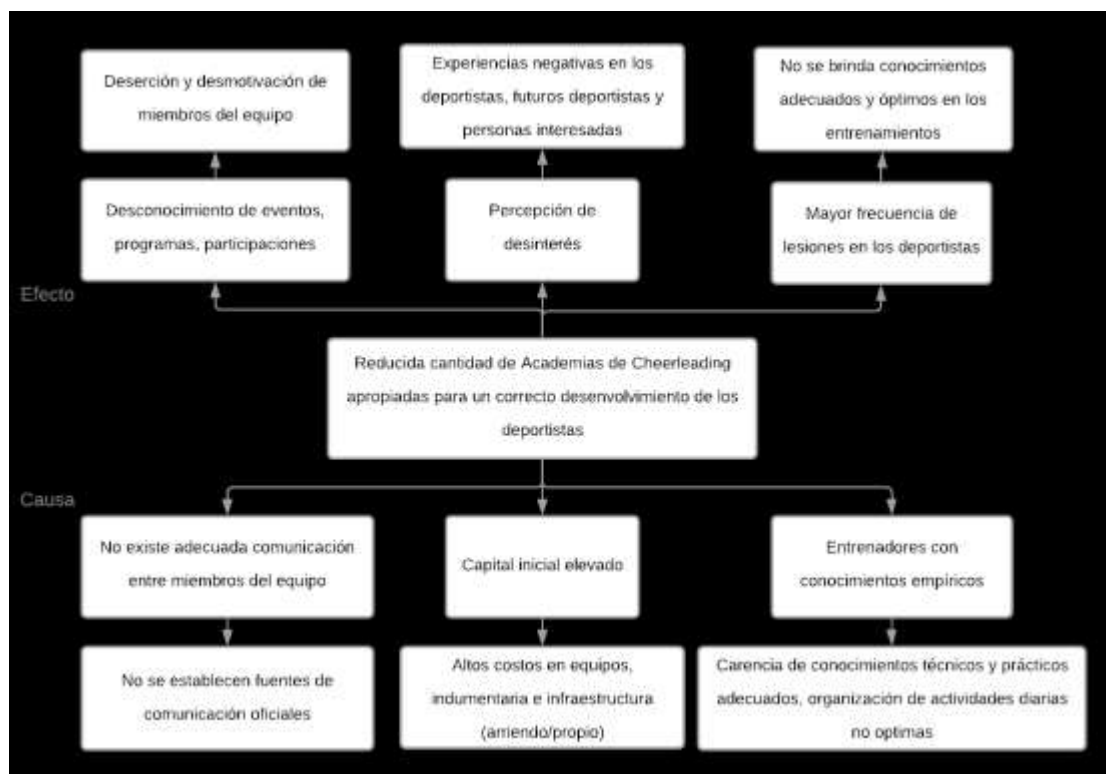 Deserción y desmotivación de
miembros del equipo
Experiencias negativas en los
deportistas, futuros deportistas y
personas interesadas
No se brinda conocimientos
adecuados y óptimos en los
entrenamientos
Desconocimiento de eventos,
programas, participaciones
Percepción de
desinterés
Mayor frecuencia de
lesiones en los deportistas
Efecto
Reducida cantidad de Academias de Cheerleading
apropiadas para un correcto desenvolvimiento de los
deportistas
Causa
No existe adecuada comunicación
entre miembros del equipo
Capital inicial elevado
Entrenadores con
conocimientos empíricos
No se establecen fuentes de
comunicación oficiales
Altos costos en equipos,
indumentaria e infraestructura
(arriendo/propio)
Carencia de conocimientos técnicos y prácticos
adecuados, organización de actividades diarias
no optimas